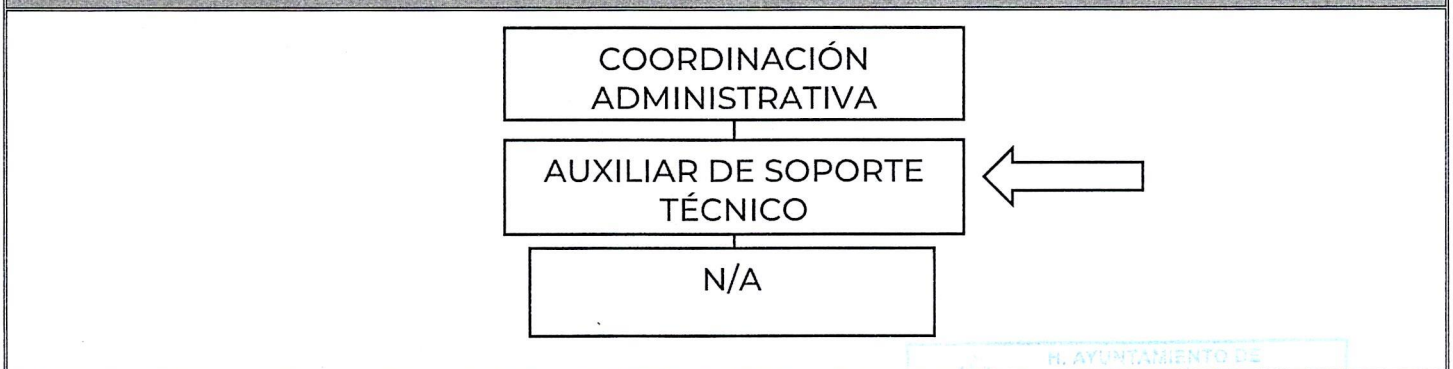 COORDINACIÓN
ADMINISTRATIVA
AUXILIAR DE SOPORTE
TÉCNICO
N/A
H. AYUNTAMIENTO DE